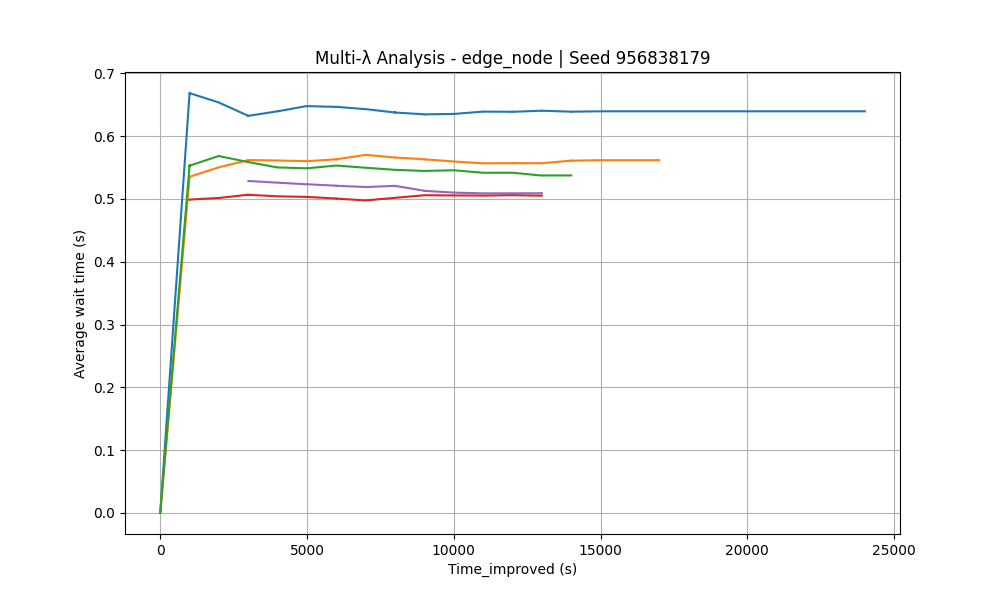 Multi-λ Analysis - edge_node | Seed 956838179
0.7
0.6
0.5
0.4
0.3
0.2
0.1
0.0
Average wait time (s)
0 5000 10000 15000 20000 25000
Time_improved (s)